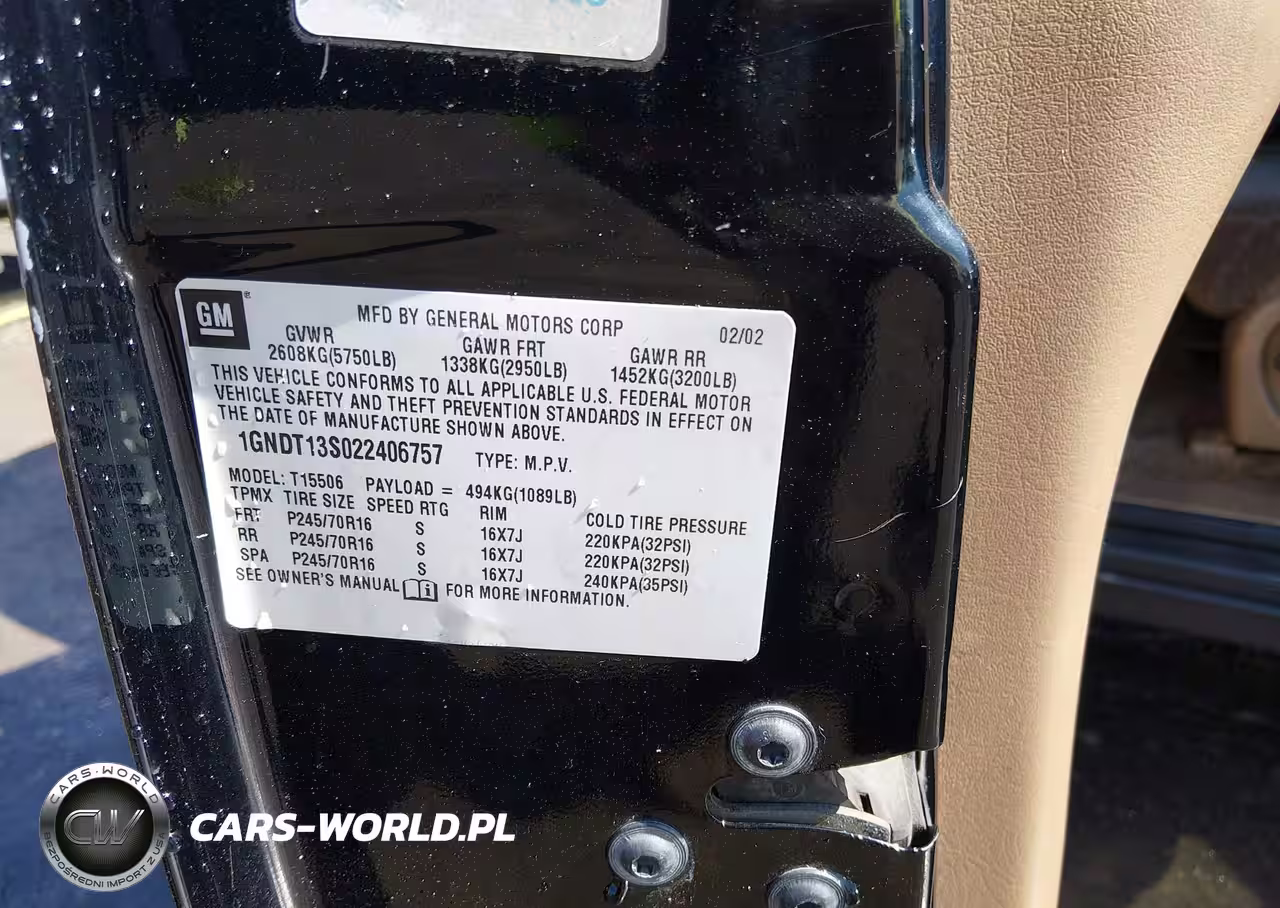 GM
MFD BY GENERAL MOTORS CORP 02/02
GVWR GAWR FRT GAWR RR
2608KG(5750LB) 1338KG(2950LB) 1452KG(3200LB)
THIS VEHICLE CONFORMS TO ALL APPLICABLE U.S. FEDERAL MOTOR
VEHICLE SAFETY AND THEFT PREVENTION STANDARDS IN EFFECT ON
THE DATE OF MANUFACTURE SHOWN ABOVE.
1GNDT13S022406757 TYPE: M.P.V.
MODEL: T15506 PAYLOAD = 494KG(1089LB)
TPMX TIRE SIZE SPEED RTG RIM COLD TIRE PRESSURE
FRT P245/70R16 S 16X7J 220KPA(32PSI)
RR P245/70R16 S 16X7J 220KPA(32PSI)
SPA P245/70R16 S 16X7J 240KPA(35PSI)
SEE OWNER'S MANUAL FOR MORE INFORMATION.
CARS-WORLD
CW
BEZPOŚREDNI IMPORT Z USA
CARS-WORLD.PL